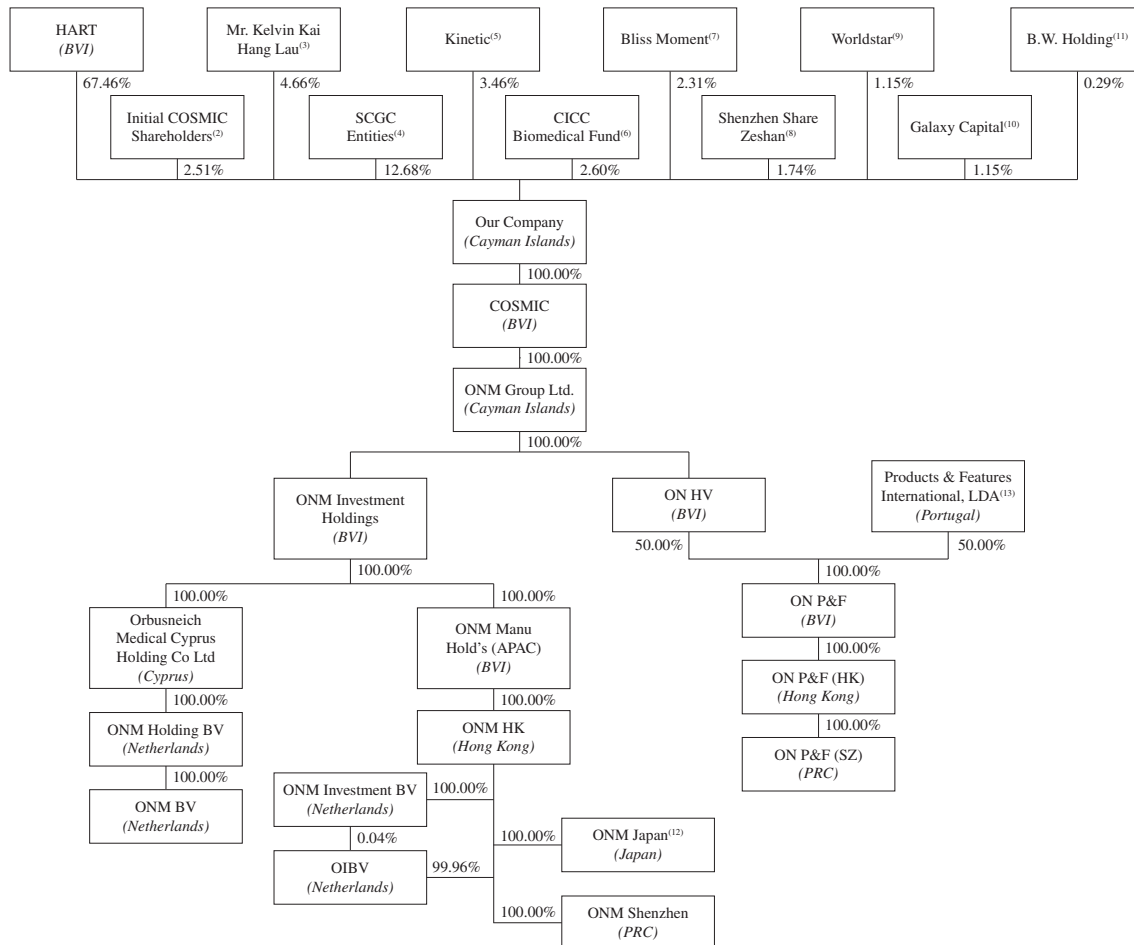 HART
(BVI)
Mr. Kelvin Kai
Hang Lau(3)
Kinetic(5)
Bliss Moment(7)
Worldstar(9)
B.W. Holding(11)
67.46%
4.66%
3.46%
2.31%
1.15%
0.29%
Initial COSMIC
Shareholders(2)
SCGC
Entities(4)
CICC
Biomedical Fund(6)
Shenzhen Share
Zeshan(8)
Galaxy Capital(10)
2.51%
12.68%
2.60%
1.74%
1.15%
Our Company
(Cayman Islands)
100.00%
COSMIC
(BVI)
100.00%
ONM Group Ltd.
(Cayman Islands)
100.00%
ONM Investment
Holdings
(BVI)
ON HV
(BVI)
Products & Features
International, LDA(13)
(Portugal)
50.00%
50.00%
100.00%
100.00%
100.00%
100.00%
Orbusneich
Medical Cyprus
Holding Co Ltd
(Cyprus)
ONM Manu
Hold's (APAC)
(BVI)
ON P&F
(BVI)
100.00%
100.00%
100.00%
ONM Holding BV
(Netherlands)
ONM HK
(Hong Kong)
ON P&F (HK)
(Hong Kong)
100.00%
100.00%
ONM BV
(Netherlands)
ON P&F (SZ)
(PRC)
ONM Investment BV
(Netherlands)
100.00%
0.04%
100.00%
ONM Japan(12)
(Japan)
OIBV
(Netherlands)
99.96%
100.00%
ONM Shenzhen
(PRC)